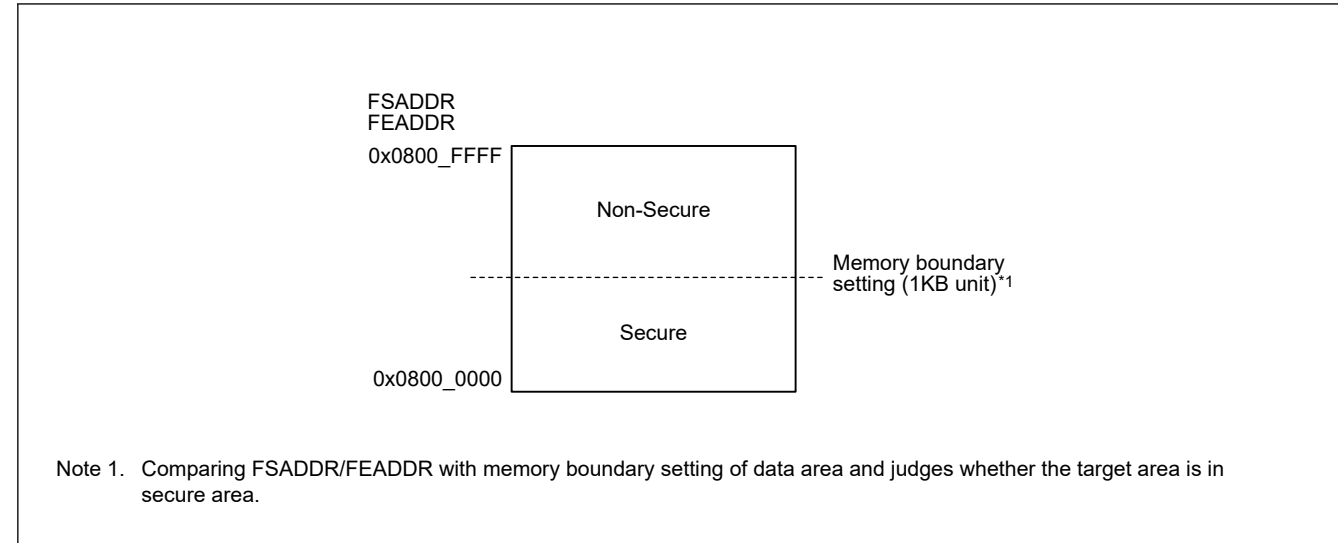 FSADDR
FEADDR
0x0800_FFFF
Non-Secure
Memory boundary
setting (1KB unit)*1
Secure
0x0800_0000
Note 1. Comparing FSADDR/FEADDR with memory boundary setting of data area and judges whether the target area is in
secure area.